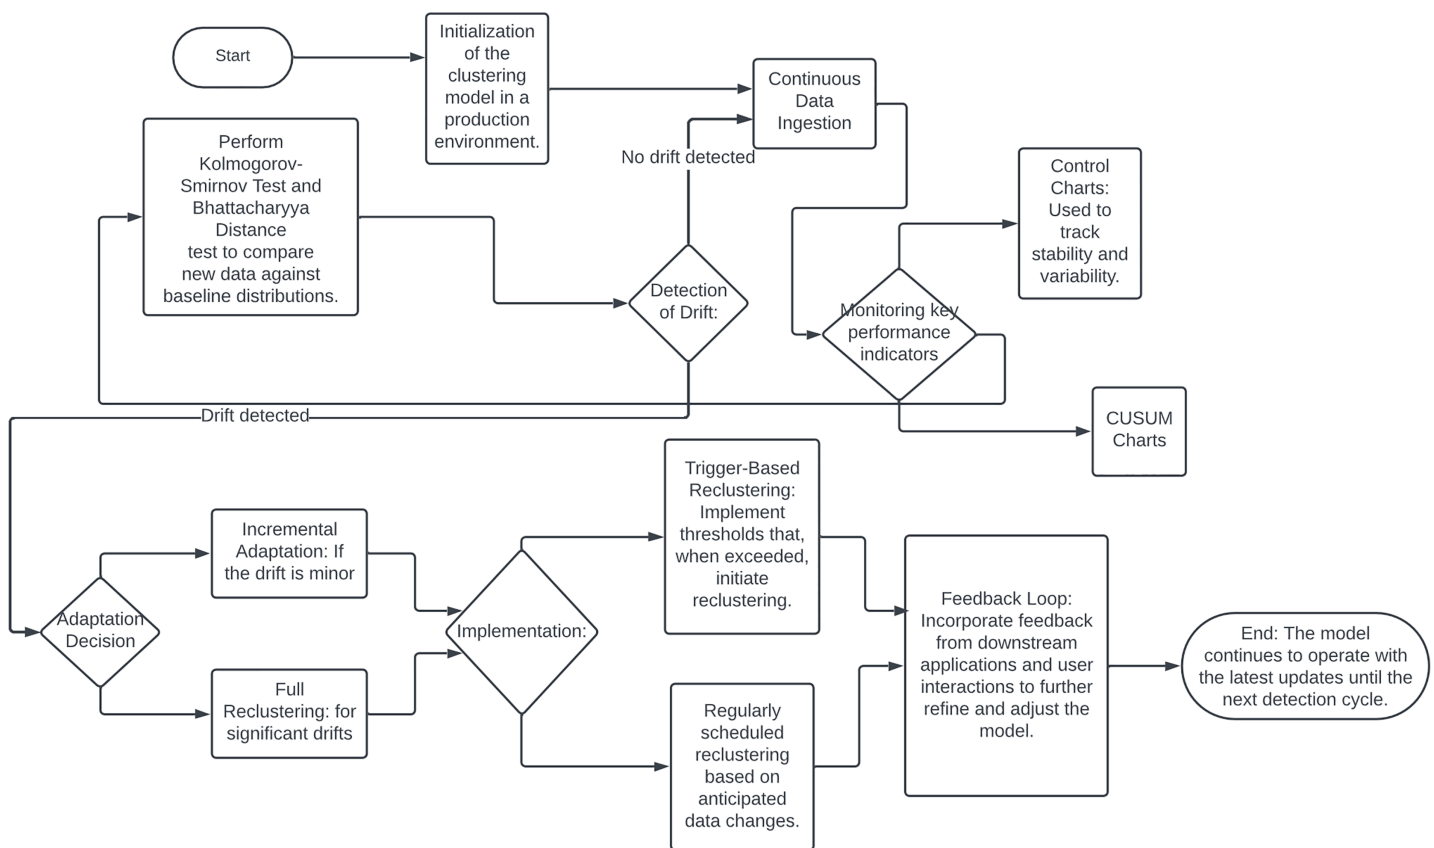 Start
Initialization
of the
clustering
model in a
production
environment.
Continuous
Data
Ingestion
No drift detected
Perform
Kolmogorov-
Smirnov Test and
Bhattacharyya
Distance
test to compare
new data against
baseline distributions.
Control
Charts:
Used to
track
stability and
variability.
Detection
of Drift:
Monitoring key
performance
indicators
Drift detected
CUSUM
Charts
Trigger-Based
Reclustering:
Implement
thresholds that,
when exceeded,
initiate
reclustering.
Incremental
Adaptation: If
the drift is minor
Adaptation
Decision
Implementation:
Full
Reclustering: for
significant drifts
Regularly
scheduled
reclustering
based on
anticipated
data changes.
Feedback Loop:
Incorporate feedback
from downstream
applications and user
interactions to further
refine and adjust the
model.
End: The model
continues to operate with
the latest updates until the
next detection cycle.